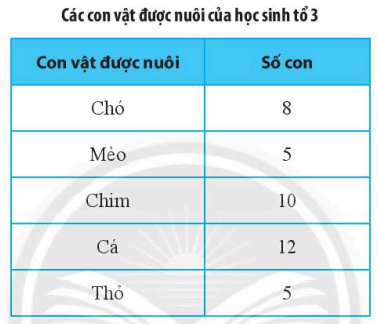 Các con vật được nuôi của học sinh tổ 3
Con vật được nuôi Số con
Chó 8
Mèo 5
Chim 10
Cá 12
Thỏ 5